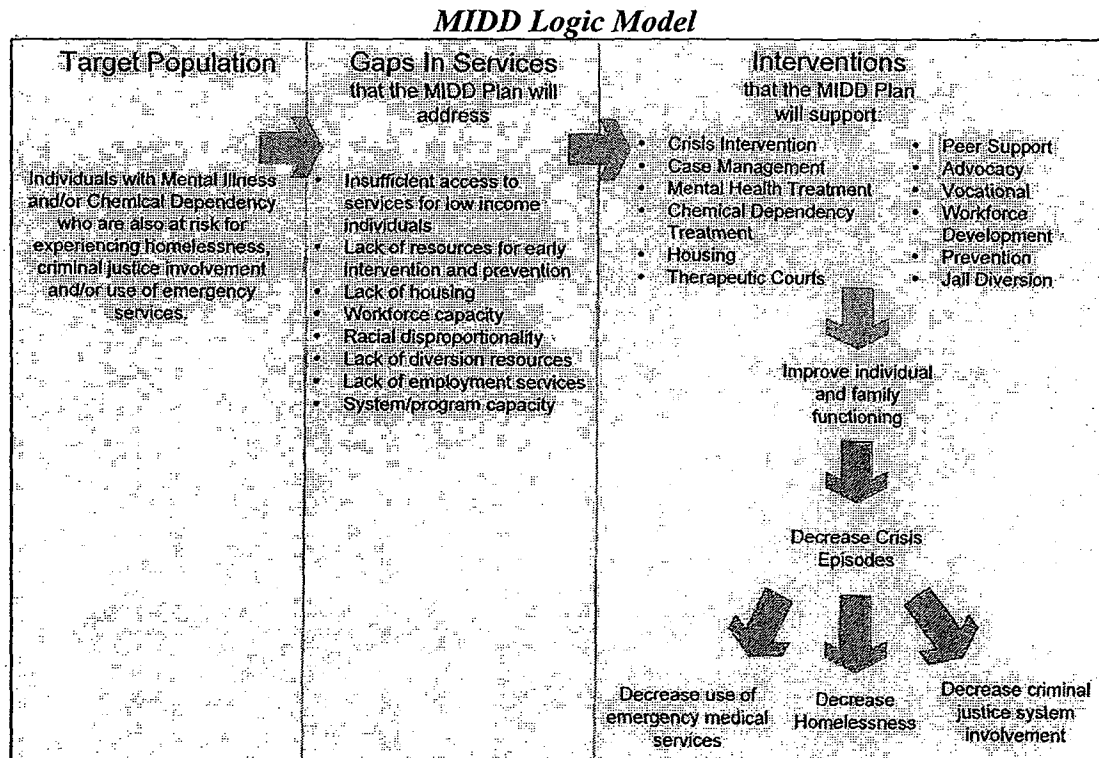 MIDD Logic Model
Target Population
Individuals with Mental Illness
and/or Chemical Dependency
who are also at risk for
experiencing homelessness,
criminal justice involvement
and/or use of emergency
services.
Gaps In Services
that the MIDD Plan will
address
• Insufficient access to
services for low income
individuals
• Lack of resources for early
intervention and prevention
• Lack of housing
• Workforce capacity
• Racial disproportionality
• Lack of diversion resources
• Lack of employment services
• System/program capacity
Interventions
that the MIDD Plan
will support.
• Crisis Intervention
• Case Management
• Mental Health Treatment
• Chemical Dependency
Treatment
• Housing
• Therapeutic Courts
• Peer Support
• Advocacy
• Vocational
• Workforce
Development
• Prevention
• Jail Diversion
Improve individual
and family
functioning
Decrease Crisis
Episodes
Decrease use of
emergency medical
services
Decrease
Homelessness
Decrease criminal
justice system
involvement